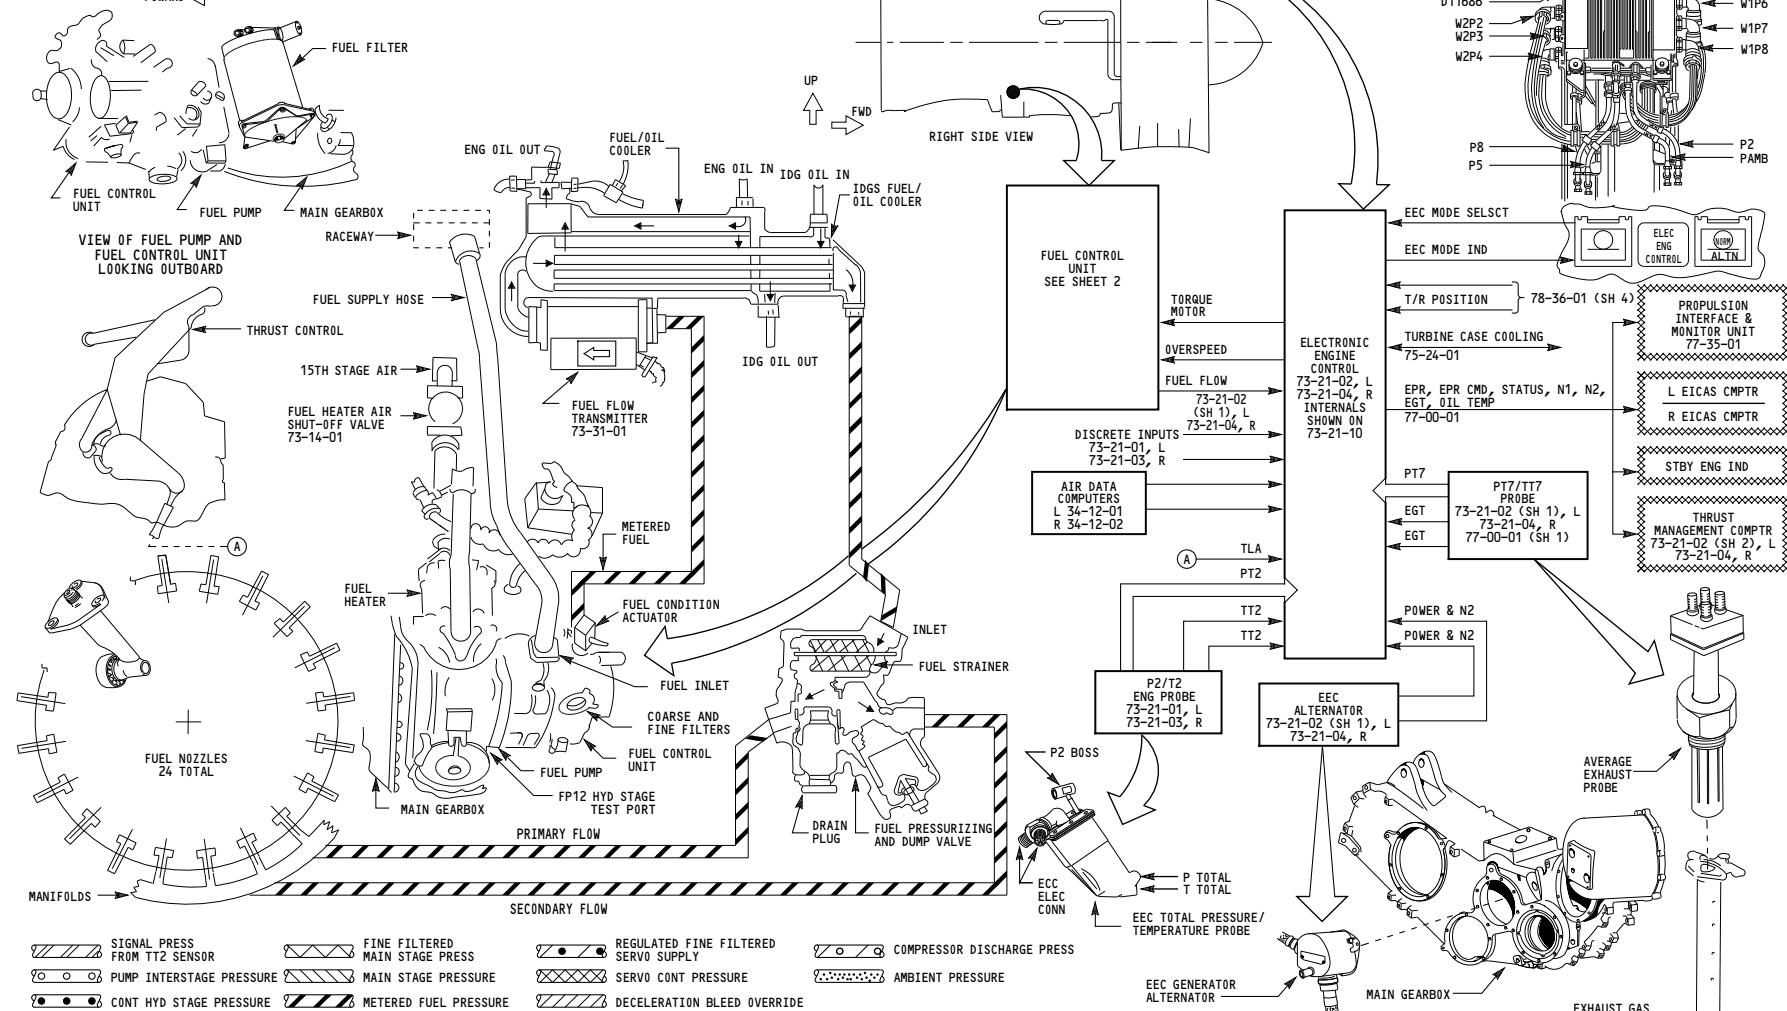 FUEL FILTER
FUEL CONTROL
UNIT
FUEL PUMP
MAIN GEARBOX
VIEW OF FUEL PUMP AND
FUEL CONTROL UNIT
LOOKING OUTBOARD
THRUST CONTROL
A
RACEWAY
FUEL SUPPLY HOSE
15TH STAGE AIR
FUEL HEATER AIR
SHUT-OFF VALVE
73-14-01
ENG OIL OUT
FUEL/OIL
COOLER
ENG OIL IN
IDG OIL IN
IDGS FUEL/
OIL COOLER
IDG OIL OUT
FUEL FLOW
TRANSMITTER
73-31-01
METERED
FUEL
FUEL
HEATER
FUEL CONDITION
ACTUATOR
INLET
FUEL STRAINER
FUEL INLET
COARSE AND
FINE FILTERS
FUEL CONTROL
UNIT
FUEL PUMP
FP12 HYD STAGE
TEST PORT
MAIN GEARBOX
DRAIN
PLUG
FUEL PRESSURIZING
AND DUMP VALVE
FUEL NOZZLES
24 TOTAL
MANIFOLDS
PRIMARY FLOW
SECONDARY FLOW
UP
FWD
RIGHT SIDE VIEW
FUEL CONTROL
UNIT
SEE SHEET 2
TORQUE
MOTOR
OVERSPEED
FUEL FLOW
73-21-02
(SH 1), L
73-21-04, R
DISCRETE INPUTS
73-21-01, L
73-21-03, R
AIR DATA
COMPUTERS
L 34-12-01
R 34-12-02
A
TLA
PT2
TT2
TT2
P2/T2
ENG PROBE
73-21-01, L
73-21-03, R
ELECTRONIC
ENGINE
CONTROL
73-21-02, L
73-21-04, R
INTERNALS
SHOWN ON
73-21-10
EEC
ALTERNATOR
73-21-02 (SH 1), L
73-21-04, R
W2P2
W2P3
W2P4
W1P6
W1P7
W1P8
P8
P5
P2
PAMB
EEC MODE SELSCT
EEC MODE IND
ELEC
ENG
CONTROL
NORM
ALTN
T/R POSITION
78-36-01 (SH 4)
TURBINE CASE COOLING
75-24-01
EPR, EPR CMD, STATUS, N1, N2,
EGT, OIL TEMP
77-00-01
PROPULSION
INTERFACE &
MONITOR UNIT
77-35-01
L EICAS CMPTR
R EICAS CMPTR
STBY ENG IND
THRUST
MANAGEMENT COMPTR
73-21-02 (SH 2), L
73-21-04, R
PT7
EGT
EGT
PT7/TT7
PROBE
73-21-02 (SH 1), L
73-21-04, R
77-00-01 (SH 1)
POWER & N2
POWER & N2
P2 BOSS
ECC
ELEC
CONN
P TOTAL
T TOTAL
EEC TOTAL PRESSURE/
TEMPERATURE PROBE
AVERAGE
EXHAUST
PROBE
EEC GENERATOR
ALTERNATOR
MAIN GEARBOX
EXHAUST GAS
SIGNAL PRESS
FROM TT2 SENSOR
FINE FILTERED
MAIN STAGE PRESS
REGULATED FINE FILTERED
SERVO SUPPLY
COMPRESSOR DISCHARGE PRESS
PUMP INTERSTAGE PRESSURE
MAIN STAGE PRESSURE
SERVO CONT PRESSURE
AMBIENT PRESSURE
CONT HYD STAGE PRESSURE
METERED FUEL PRESSURE
DECELERATION BLEED OVERRIDE